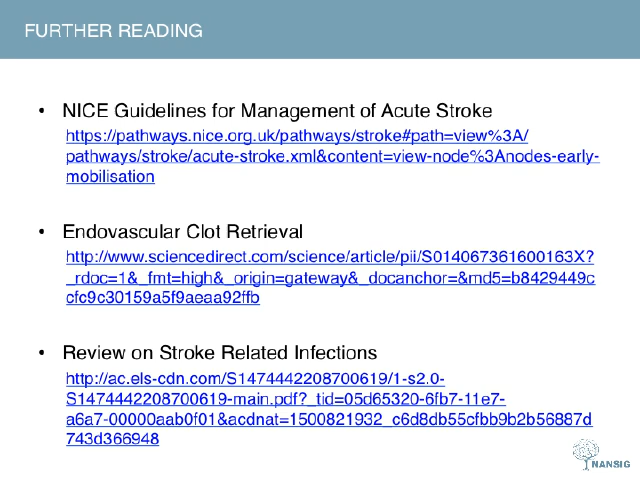 FURTHER READING
• NICE Guidelines for Management of Acute Stroke
https://pathways.nice.org.uk/pathways/stroke#path=view%3A/
pathways/stroke/acute-stroke.xml&content=view-node%3Anodes-early-
mobilisation
• Endovascular Clot Retrieval
http://www.sciencedirect.com/science/article/pii/S014067361600163X?
_rdoc=1&_fmt=high&_origin=gateway&_docanchor=&md5=b8429449c
cfc9c30159a5f9aeaa92ffb
• Review on Stroke Related Infections
http://ac.els-cdn.com/S1474442208700619/1-s2.0-
S1474442208700619-main.pdf?_tid=05d65320-6fb7-11e7-
a6a7-00000aab0f01&acdnat=1500821932_c6d8db55cfbb9b2b56887d
743d366948
NANSIG